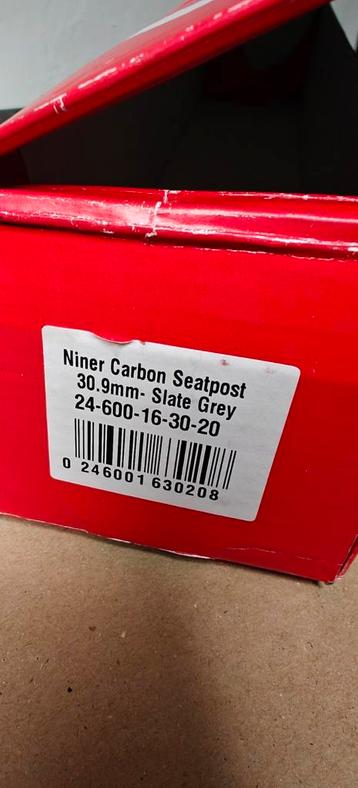 Niner Carbon Seatpost
30.9mm- Slate Grey
24-600-16-30-20
0 246001 630208